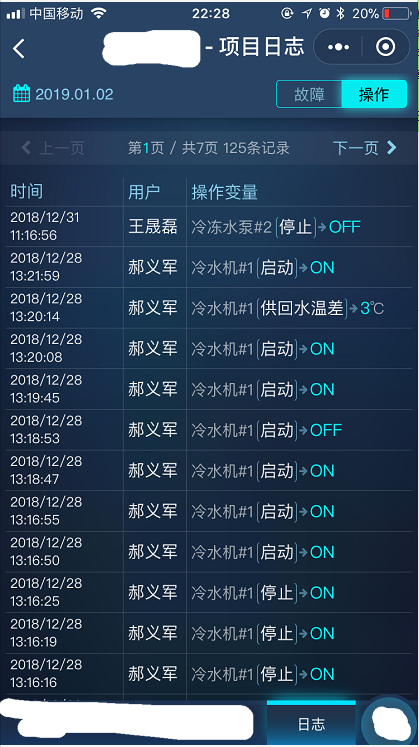 中国移动 22:28 20%
- 项目日志
2019.01.02 故障 操作
上一页 第1页 / 共7页 125条记录 下一页
时间 用户 操作变量
2018/12/31
11:16:56 王晟磊 冷冻水泵#2[停止]→OFF
2018/12/28
13:21:59 郝义军 冷水机#1[启动]→ON
2018/12/28
13:20:14 郝义军 冷水机#1[供回水温差]→3℃
2018/12/28
13:20:08 郝义军 冷水机#1[启动]→ON
2018/12/28
13:19:45 郝义军 冷水机#1[启动]→ON
2018/12/28
13:18:53 郝义军 冷水机#1[启动]→OFF
2018/12/28
13:18:47 郝义军 冷水机#1[启动]→ON
2018/12/28
13:16:55 郝义军 冷水机#1[启动]→ON
2018/12/28
13:16:50 郝义军 冷水机#1[启动]→ON
2018/12/28
13:16:25 郝义军 冷水机#1[停止]→ON
2018/12/28
13:16:19 郝义军 冷水机#1[停止]→ON
2018/12/28
13:16:16 郝义军 冷水机#1[停止]→ON
日志